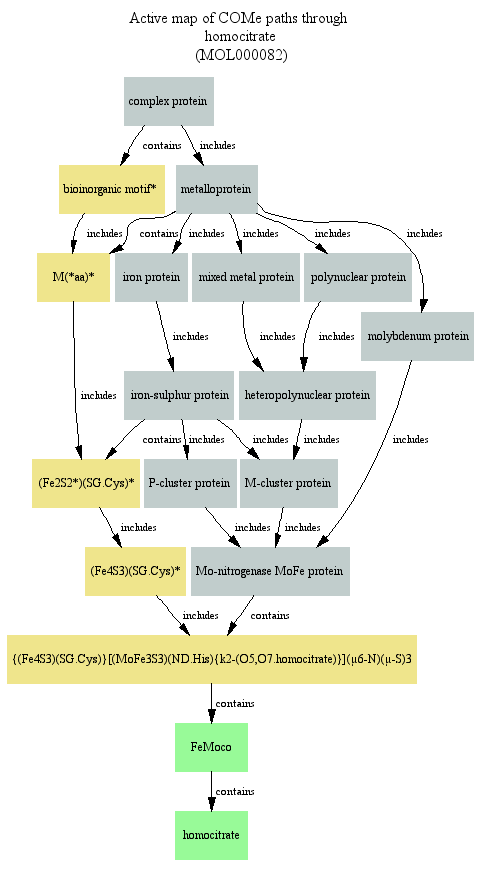 Active map of COMe paths through
homocitrate
(MOL000082)
complex protein
contains
includes
bioinorganic motif*
metalloprotein
includes
contains
includes
includes
includes
includes
M(*aa)*
iron protein
mixed metal protein
polynuclear protein
molybdenum protein
includes
includes
includes
iron-sulphur protein
heteropolynuclear protein
includes
contains
includes
includes
includes
includes
(Fe2S2*)(SG.Cys)*
P-cluster protein
M-cluster protein
includes
includes
includes
(Fe4S3)(SG.Cys)*
Mo-nitrogenase MoFe protein
includes
contains
{(Fe4S3)(SG.Cys)}[(MoFe3S3)(ND.His){k2-(O5,O7.homocitrate)}](µ6-N)(µ-S)3
contains
FeMoco
contains
homocitrate